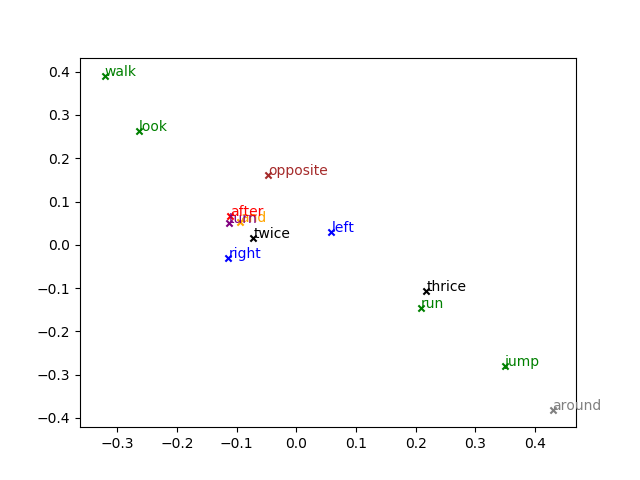 0.4
0.3
0.2
0.1
0.0
−0.1
−0.2
−0.3
−0.4
walk
look
opposite
after
turn
and
twice
left
right
thrice
run
jump
around
−0.3
−0.2
−0.1
0.0
0.1
0.2
0.3
0.4